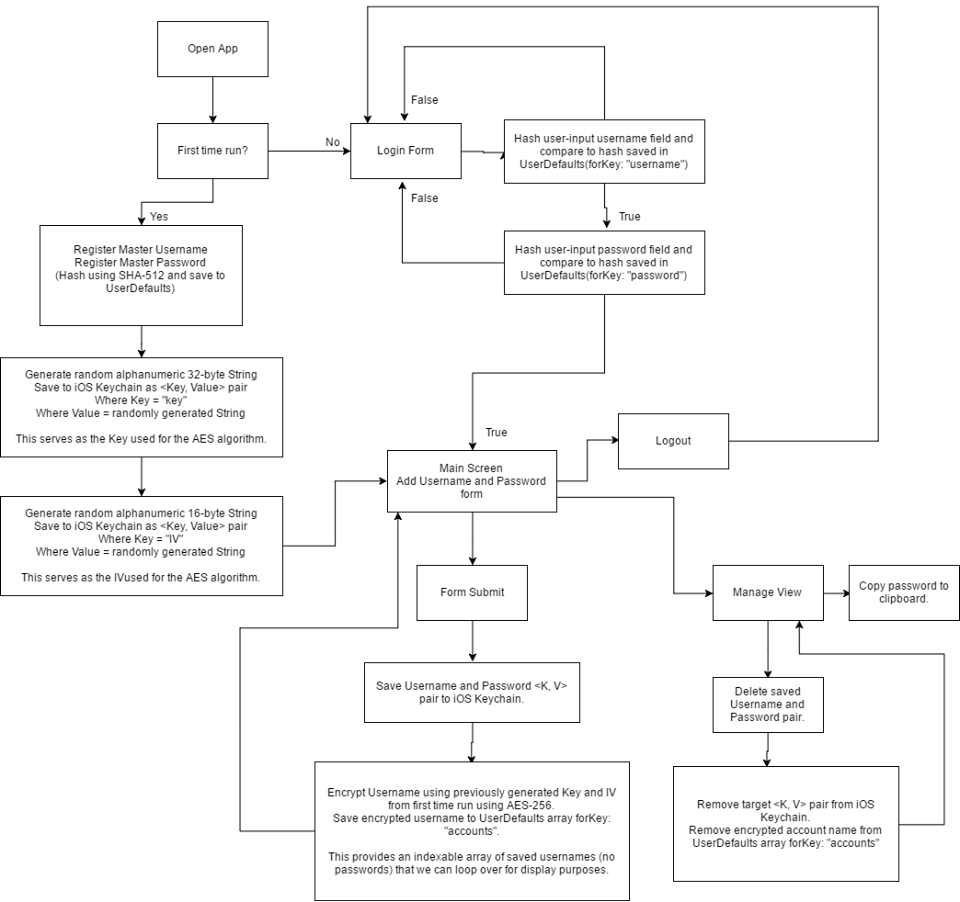 Open App
First time run?
No
Yes
Login Form
False
False
Hash user-input username field and
compare to hash saved in
UserDefaults(forKey: "username")
True
Hash user-input password field and
compare to hash saved in
UserDefaults(forKey: "password")
True
Register Master Username
Register Master Password
(Hash using SHA-512 and save to
UserDefaults)
Generate random alphanumeric 32-byte String
Save to iOS Keychain as <Key, Value> pair
Where Key = "key"
Where Value = randomly generated String
This serves as the Key used for the AES algorithm.
Generate random alphanumeric 16-byte String
Save to iOS Keychain as <Key, Value> pair
Where Key = "IV"
Where Value = randomly generated String
This serves as the IVused for the AES algorithm.
Main Screen
Add Username and Password
form
Logout
Form Submit
Save Username and Password <K, V>
pair to iOS Keychain.
Encrypt Username using previously generated Key and IV
from first time run using AES-256.
Save encrypted username to UserDefaults array forKey:
"accounts".
This provides an indexable array of saved usernames (no
passwords) that we can loop over for display purposes.
Manage View
Copy password to
clipboard.
Delete saved
Username and
Password pair.
Remove target <K, V> pair from iOS
Keychain.
Remove encrypted account name from
UserDefaults array forKey: "accounts"